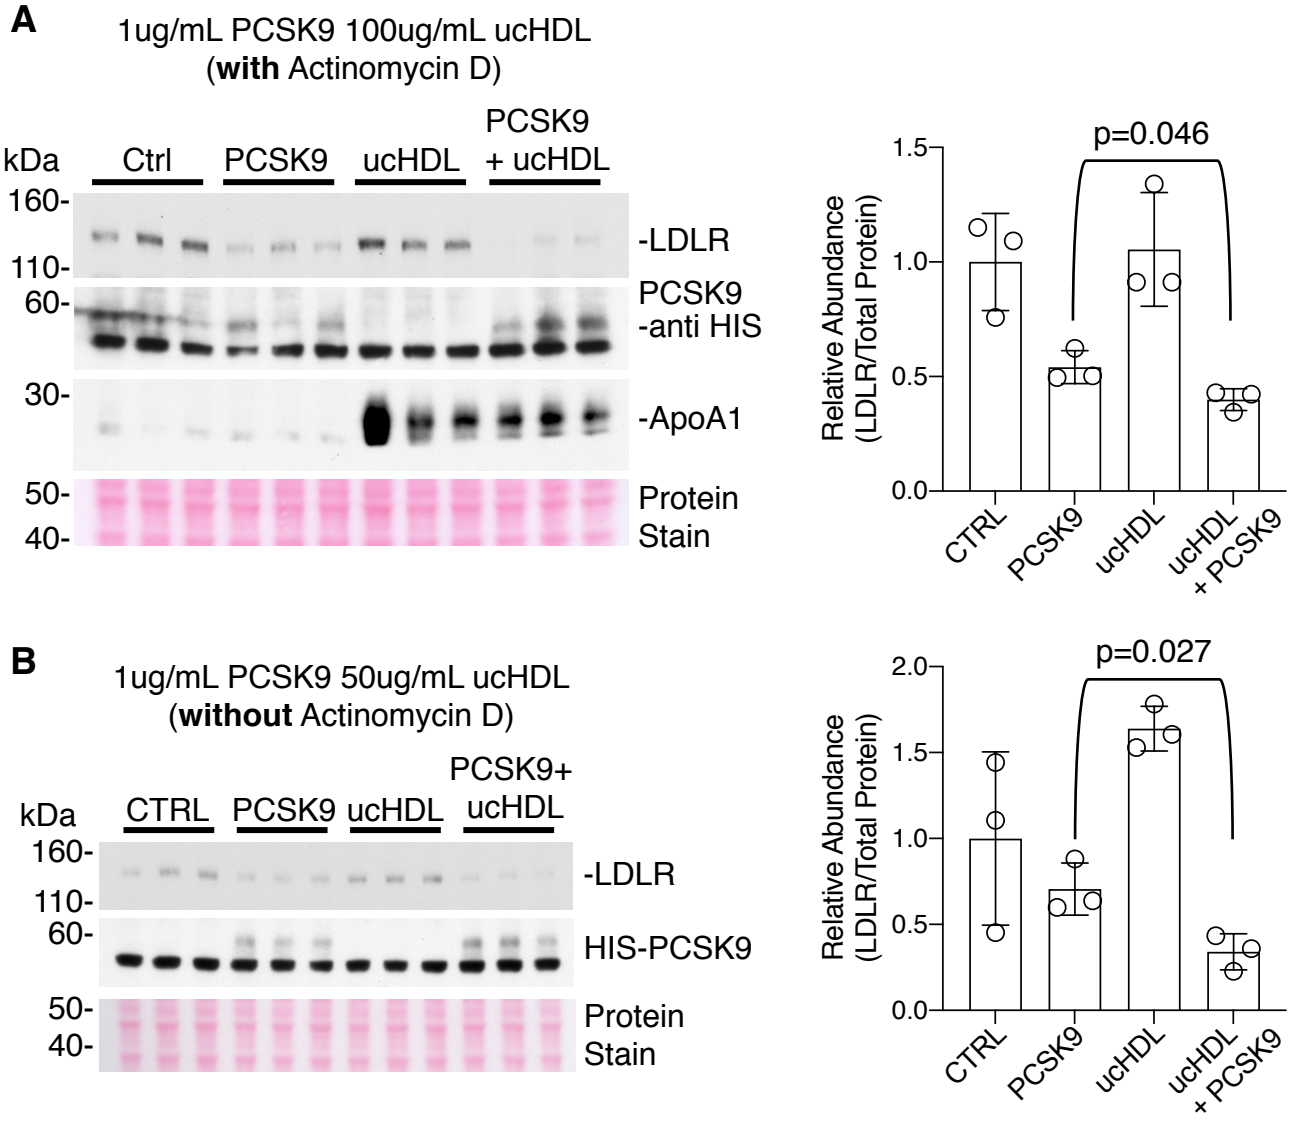 A
1ug/mL PCSK9 100ug/mL ucHDL
(with Actinomycin D)
kDa
Ctrl
PCSK9
ucHDL
PCSK9
+ ucHDL
160-
110-
-LDLR
60-
PCSK9
-anti HIS
30-
-ApoA1
50-
40-
Protein
Stain
p=0.046
Relative Abundance
(LDLR/Total Protein)
1.5
1.0
0.5
0.0
CTRL
PCSK9
ucHDL
ucHDL
+ PCSK9
B
1ug/mL PCSK9 50ug/mL ucHDL
(without Actinomycin D)
kDa
CTRL
PCSK9
ucHDL
PCSK9+
ucHDL
160-
110-
-LDLR
60-
HIS-PCSK9
50-
40-
Protein
Stain
p=0.027
Relative Abundance
(LDLR/Total Protein)
2.0
1.5
1.0
0.5
0.0
CTRL
PCSK9
ucHDL
ucHDL
+ PCSK9